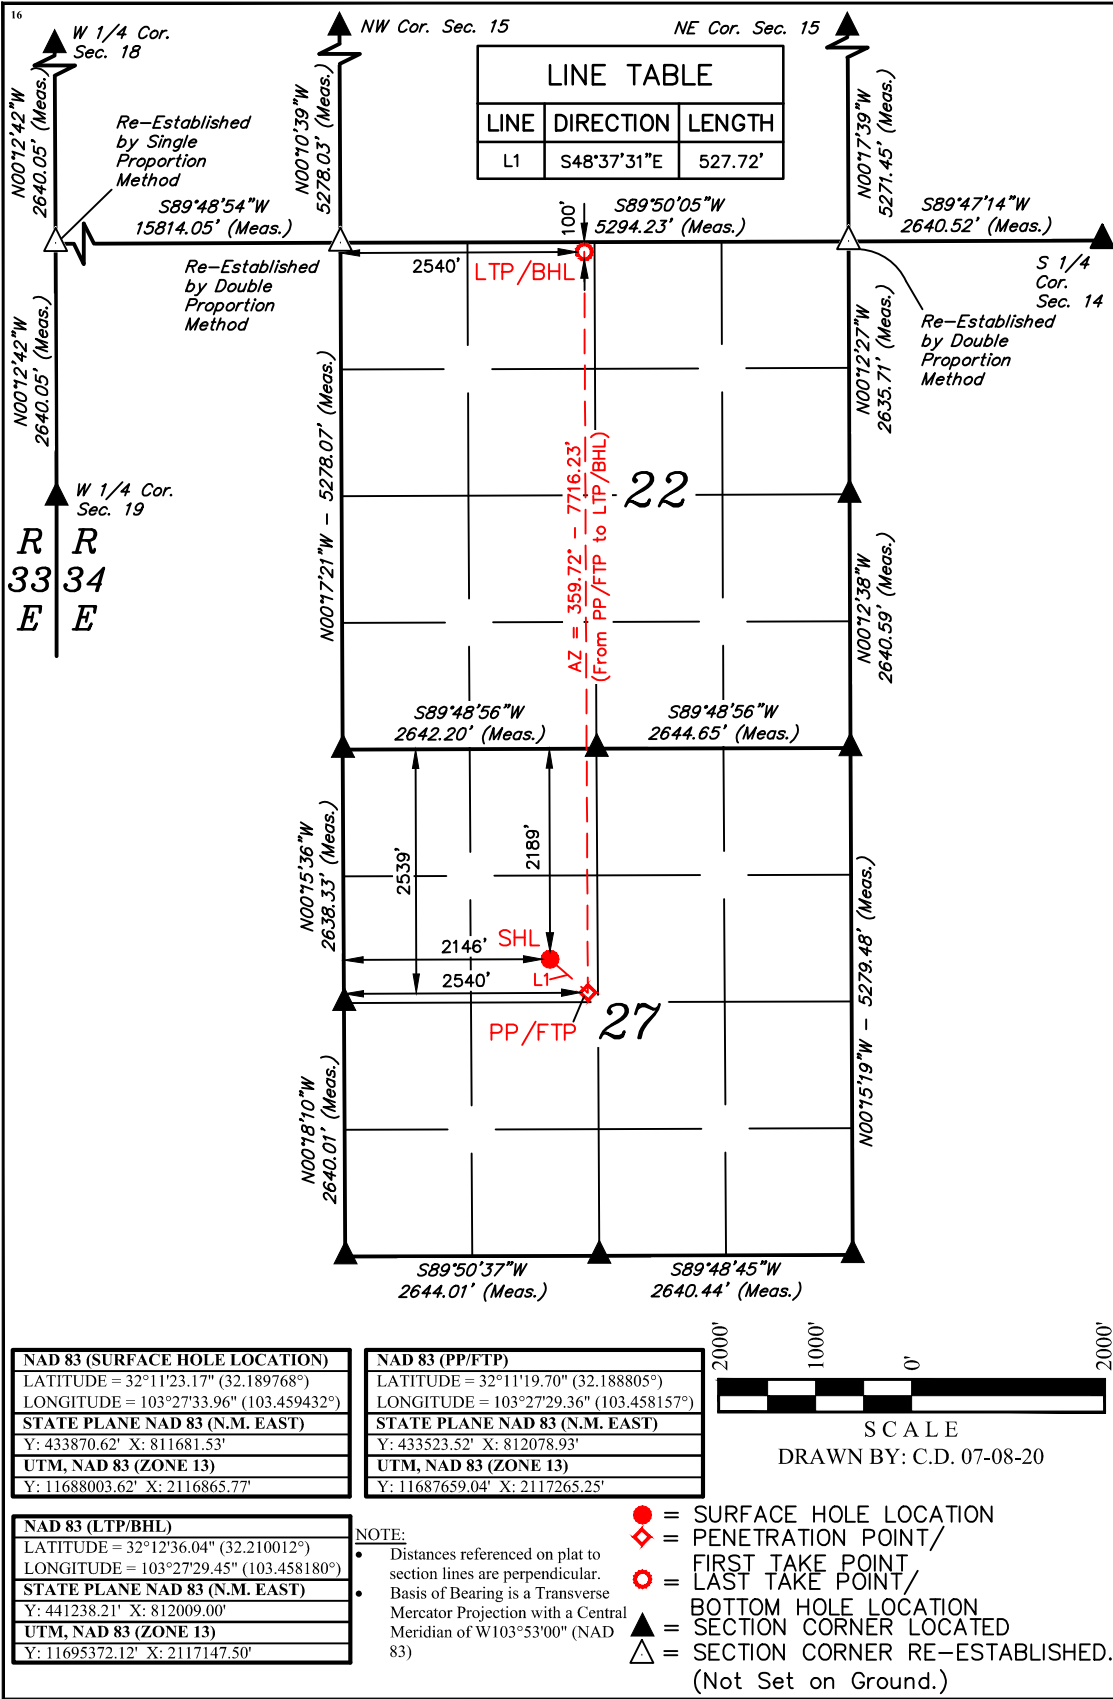 16
W 1/4 Cor.
Sec. 18
NW Cor. Sec. 15
NE Cor. Sec. 15
LINE TABLE
LINE DIRECTION LENGTH
L1 S48°37'31"E 527.72'
N00°12'42"W
2640.05' (Meas.)
Re-Established
by Single
Proportion
Method
N00°10'39"W
5278.03' (Meas.)
N00°17'39"W
5271.45' (Meas.)
S89°48'54"W
15814.05' (Meas.)
100'
S89°50'05"W
5294.23' (Meas.)
S89°47'14"W
2640.52' (Meas.)
Re-Established
by Double
Proportion
Method
2540'
LTP/BHL
S 1/4
Cor.
Sec. 14
Re-Established
by Double
Proportion
Method
N00°12'42"W
2640.05' (Meas.)
N00°12'27"W
2635.71' (Meas.)
N00°17'21"W - 5278.07' (Meas.)
AZ = 359.72° - 7716.23'
(From PP/FTP to LTP/BHL)
22
W 1/4 Cor.
Sec. 19
R R
33 34
E E
N00°12'38"W
2640.59' (Meas.)
S89°48'56"W
2642.20' (Meas.)
S89°48'56"W
2644.65' (Meas.)
N00°15'36"W
2638.33' (Meas.)
2539'
2189'
N00°15'19"W - 5279.48' (Meas.)
2146'
SHL
L1
2540'
PP/FTP
27
N00°18'10"W
2640.01' (Meas.)
S89°50'37"W
2644.01' (Meas.)
S89°48'45"W
2640.44' (Meas.)
NAD 83 (SURFACE HOLE LOCATION)
LATITUDE = 32°11'23.17" (32.189768°)
LONGITUDE = 103°27'33.96" (103.459432°)
STATE PLANE NAD 83 (N.M. EAST)
Y: 433870.62' X: 811681.53'
UTM, NAD 83 (ZONE 13)
Y: 11688003.62' X: 2116865.77'
NAD 83 (PP/FTP)
LATITUDE = 32°11'19.70" (32.188805°)
LONGITUDE = 103°27'29.36" (103.458157°)
STATE PLANE NAD 83 (N.M. EAST)
Y: 433523.52' X: 812078.93'
UTM, NAD 83 (ZONE 13)
Y: 11687659.04' X: 2117265.25'
2000' 1000' 0' 2000'
SCALE
DRAWN BY: C.D. 07-08-20
NAD 83 (LTP/BHL)
LATITUDE = 32°12'36.04" (32.210012°)
LONGITUDE = 103°27'29.45" (103.458180°)
STATE PLANE NAD 83 (N.M. EAST)
Y: 441238.21' X: 812009.00'
UTM, NAD 83 (ZONE 13)
Y: 11695372.12' X: 2117147.50'
NOTE:
• Distances referenced on plat to
section lines are perpendicular.
• Basis of Bearing is a Transverse
Mercator Projection with a Central
Meridian of W103°53'00" (NAD
83)
= SURFACE HOLE LOCATION
= PENETRATION POINT/
FIRST TAKE POINT
= LAST TAKE POINT/
BOTTOM HOLE LOCATION
= SECTION CORNER LOCATED
= SECTION CORNER RE-ESTABLISHED.
(Not Set on Ground.)